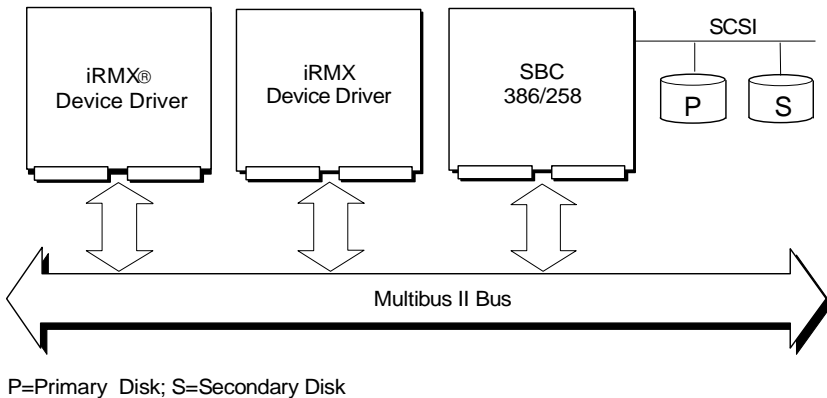 iRMX®
Device Driver
iRMX
Device Driver
SBC
386/258
SCSI
P
S
Multibus II Bus
P=Primary Disk; S=Secondary Disk